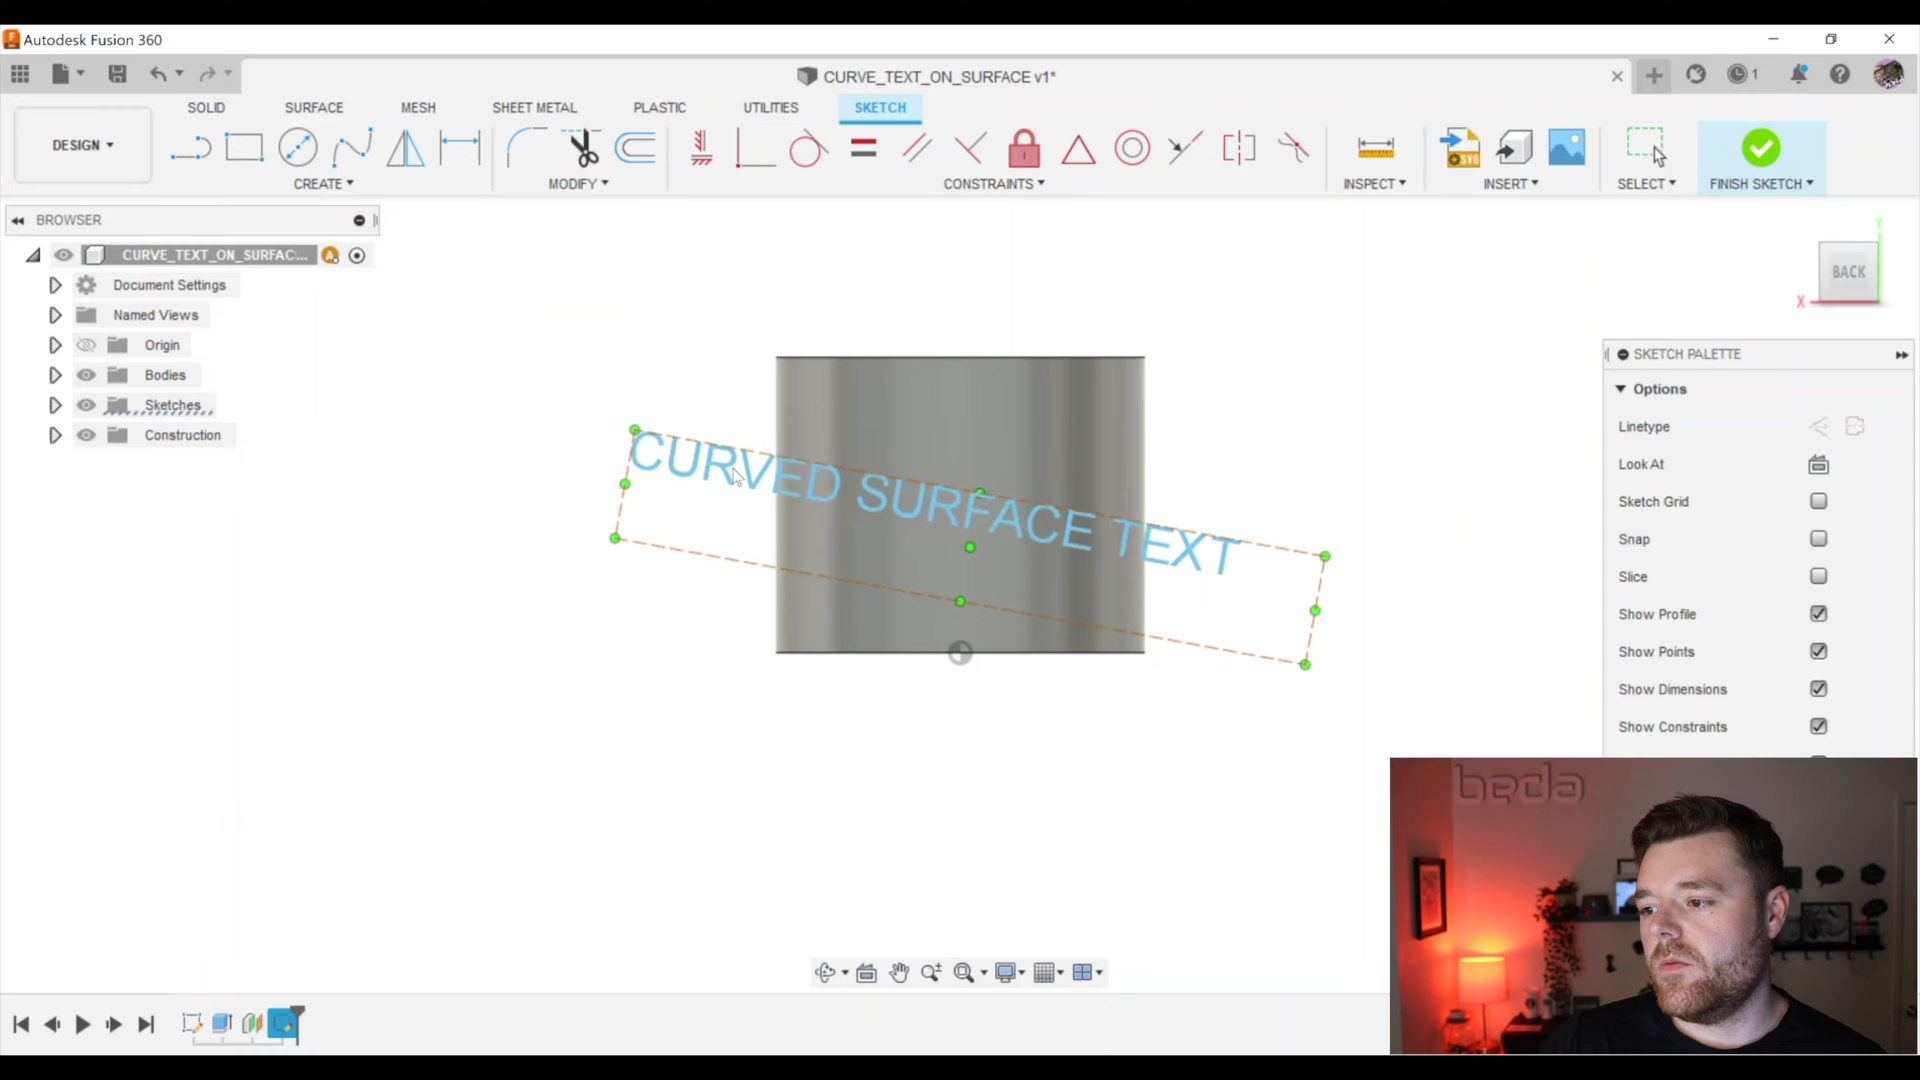 Autodesk Fusion 360
CURVE_TEXT_ON_SURFACE v1*
1
DESIGN
SOLID
SURFACE
MESH
SHEET METAL
PLASTIC
UTILITIES
SKETCH
CREATE
MODIFY
CONSTRAINTS
INSPECT
INSERT
SELECT
FINISH SKETCH
SVG
BROWSER
CURVE_TEXT_ON_SURFAC...
Document Settings
Named Views
Origin
Bodies
Sketches
Construction
CURVED SURFACE TEXT
Y
BACK
X
SKETCH PALETTE
Options
Linetype
Look At
Sketch Grid
Snap
Slice
Show Profile
Show Points
Show Dimensions
Show Constraints
beda